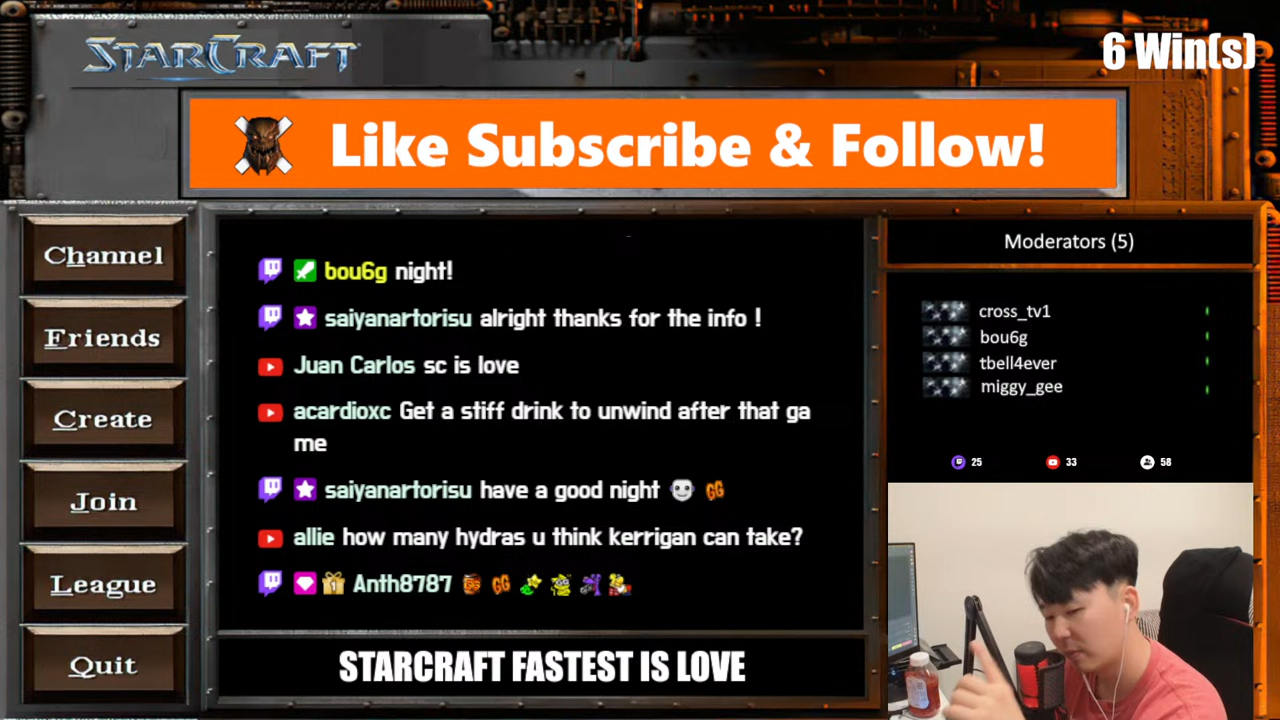 STARCRAFT
6 Win(s)
Like Subscribe & Follow!
Channel
Friends
Create
Join
League
Quit
bou6g night!
saiyanartorisu alright thanks for the info !
Juan Carlos sc is love
acardioxc Get a stiff drink to unwind after that ga
me
saiyanartorisu have a good night GG
allie how many hydras u think kerrigan can take?
1 Anth8787 GG
STARCRAFT FASTEST IS LOVE
Moderators (5)
cross_tv1
bou6g
tbell4ever
miggy_gee
25 33 58